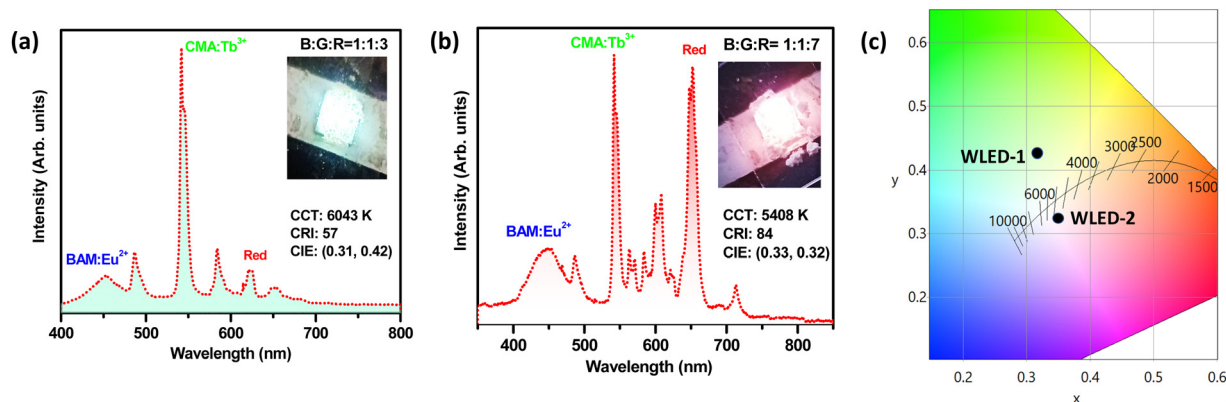 (a)
B:G:R=1:1:3
CMA:Tb³⁺
BAM:Eu²⁺
Red
CCT: 6043 K
CRI: 57
CIE: (0.31, 0.42)
Intensity (Arb. units)
400 500 600 700 800
Wavelength (nm)
(b)
B:G:R= 1:1:7
CMA:Tb³⁺
Red
BAM:Eu²⁺
CCT: 5408 K
CRI: 84
CIE: (0.33, 0.32)
Intensity (Arb. units)
400 500 600 700 800
Wavelength (nm)
(c)
0.6
0.5
0.4
0.3
0.2
y
WLED-1
WLED-2
10000
6000
4000
3000
2500
2000
1500
0.2 0.3 0.4 0.5 0.6
x